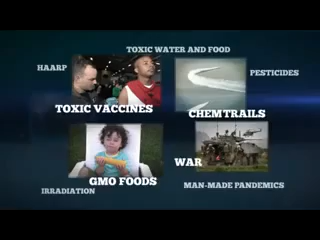 TOXIC WATER AND FOOD
HAARP
PESTICIDES
TOXIC VACCINES
CHEMTRAILS
WAR
GMO FOODS
MAN-MADE PANDEMICS
IRRADIATION